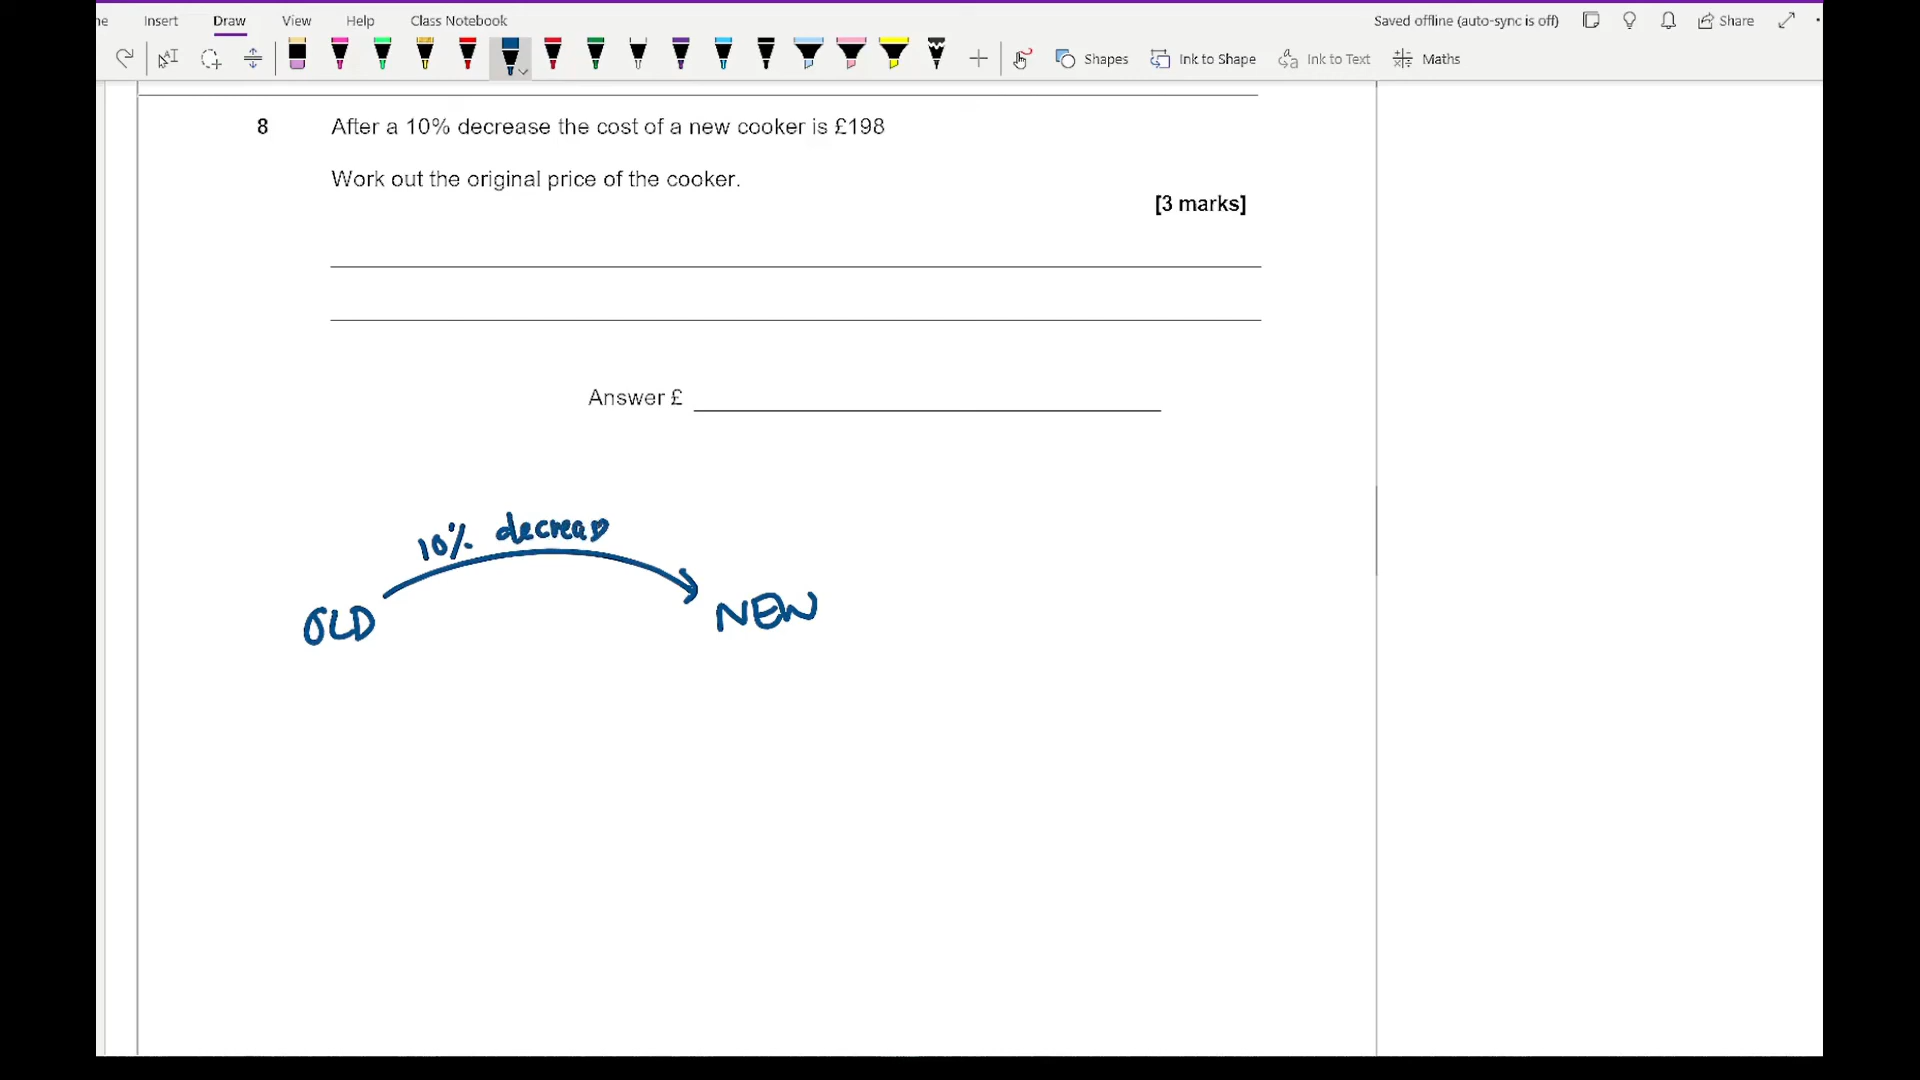 ne Insert Draw View Help Class Notebook Saved offline (auto-sync is off) Share
Shapes Ink to Shape Ink to Text Maths
8 After a 10% decrease the cost of a new cooker is £198
Work out the original price of the cooker.
[3 marks]
Answer £
10% decrease
OLD NEW